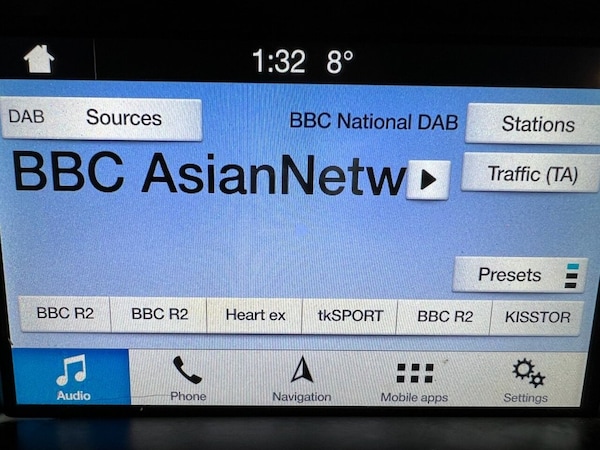 1:32 8°
DAB Sources BBC National DAB Stations
BBC AsianNetw
Traffic (TA)
Presets
BBC R2 BBC R2 Heart ex tkSPORT BBC R2 KISSTOR
Audio Phone Navigation Mobile apps Settings